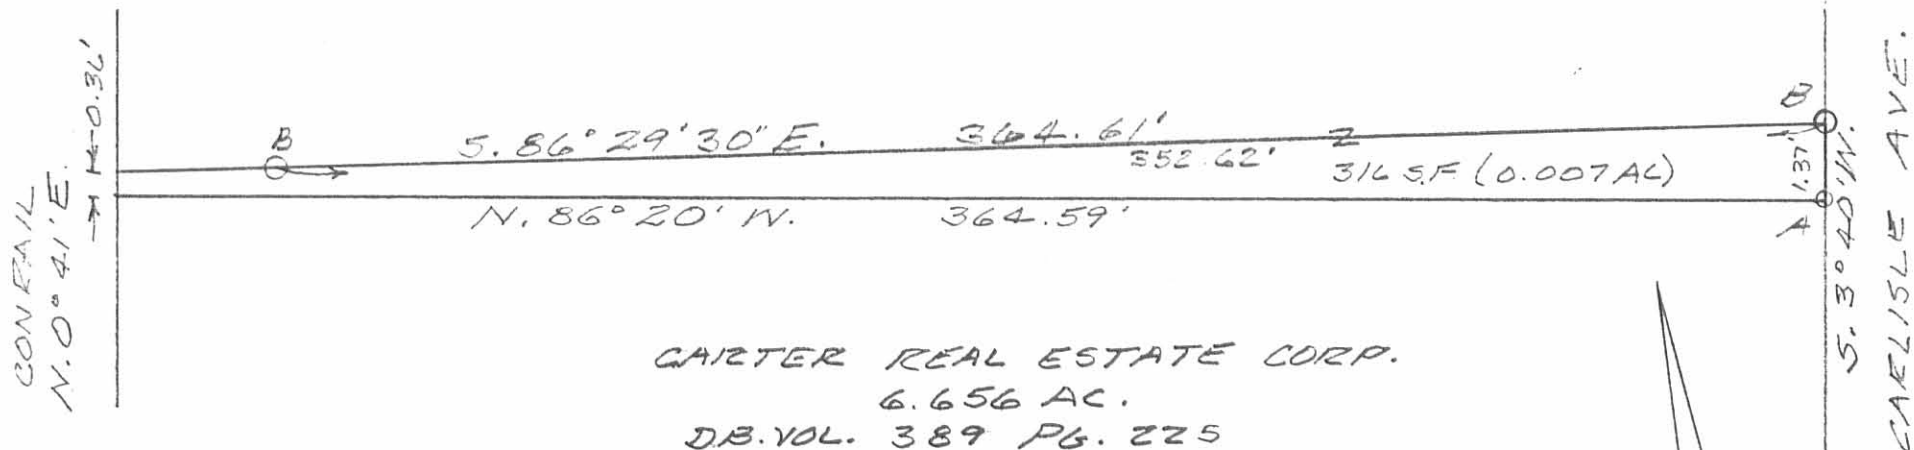 CONRAIL
N. 0° 41' E.
0.36'
B
S. 86° 29' 30" E. 364.61'
352.62'
316 S.F. (0.007 AC)
N. 86° 20' W. 364.59'
B
1.37'
A
S. 3° 40' W.
CARLISLE AVE.
CARTER REAL ESTATE CORP.
6.656 AC.
D.B. VOL. 389 PG. 225